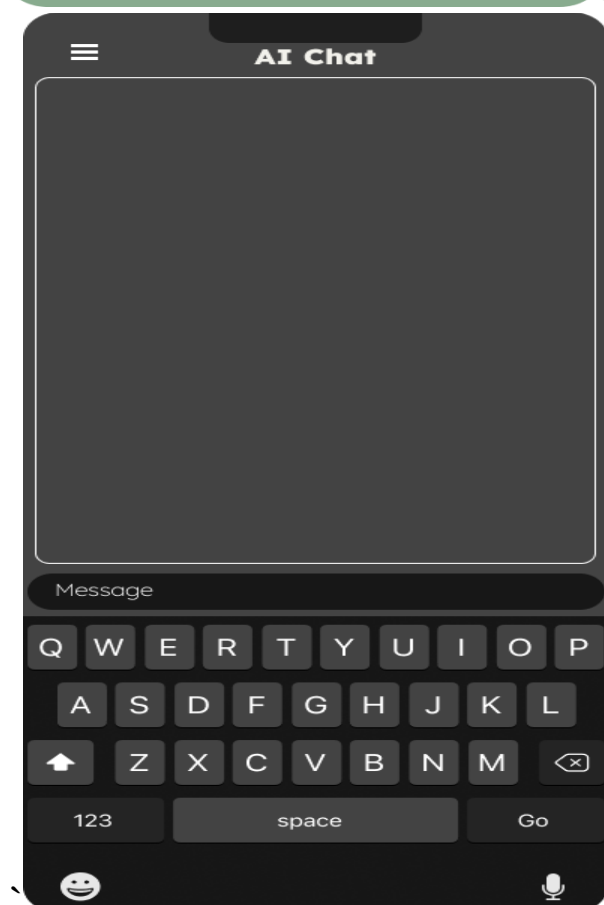 AI Chat
Message
Q W E R T Y U I O P
A S D F G H J K L
Z X C V B N M
123 space Go
`